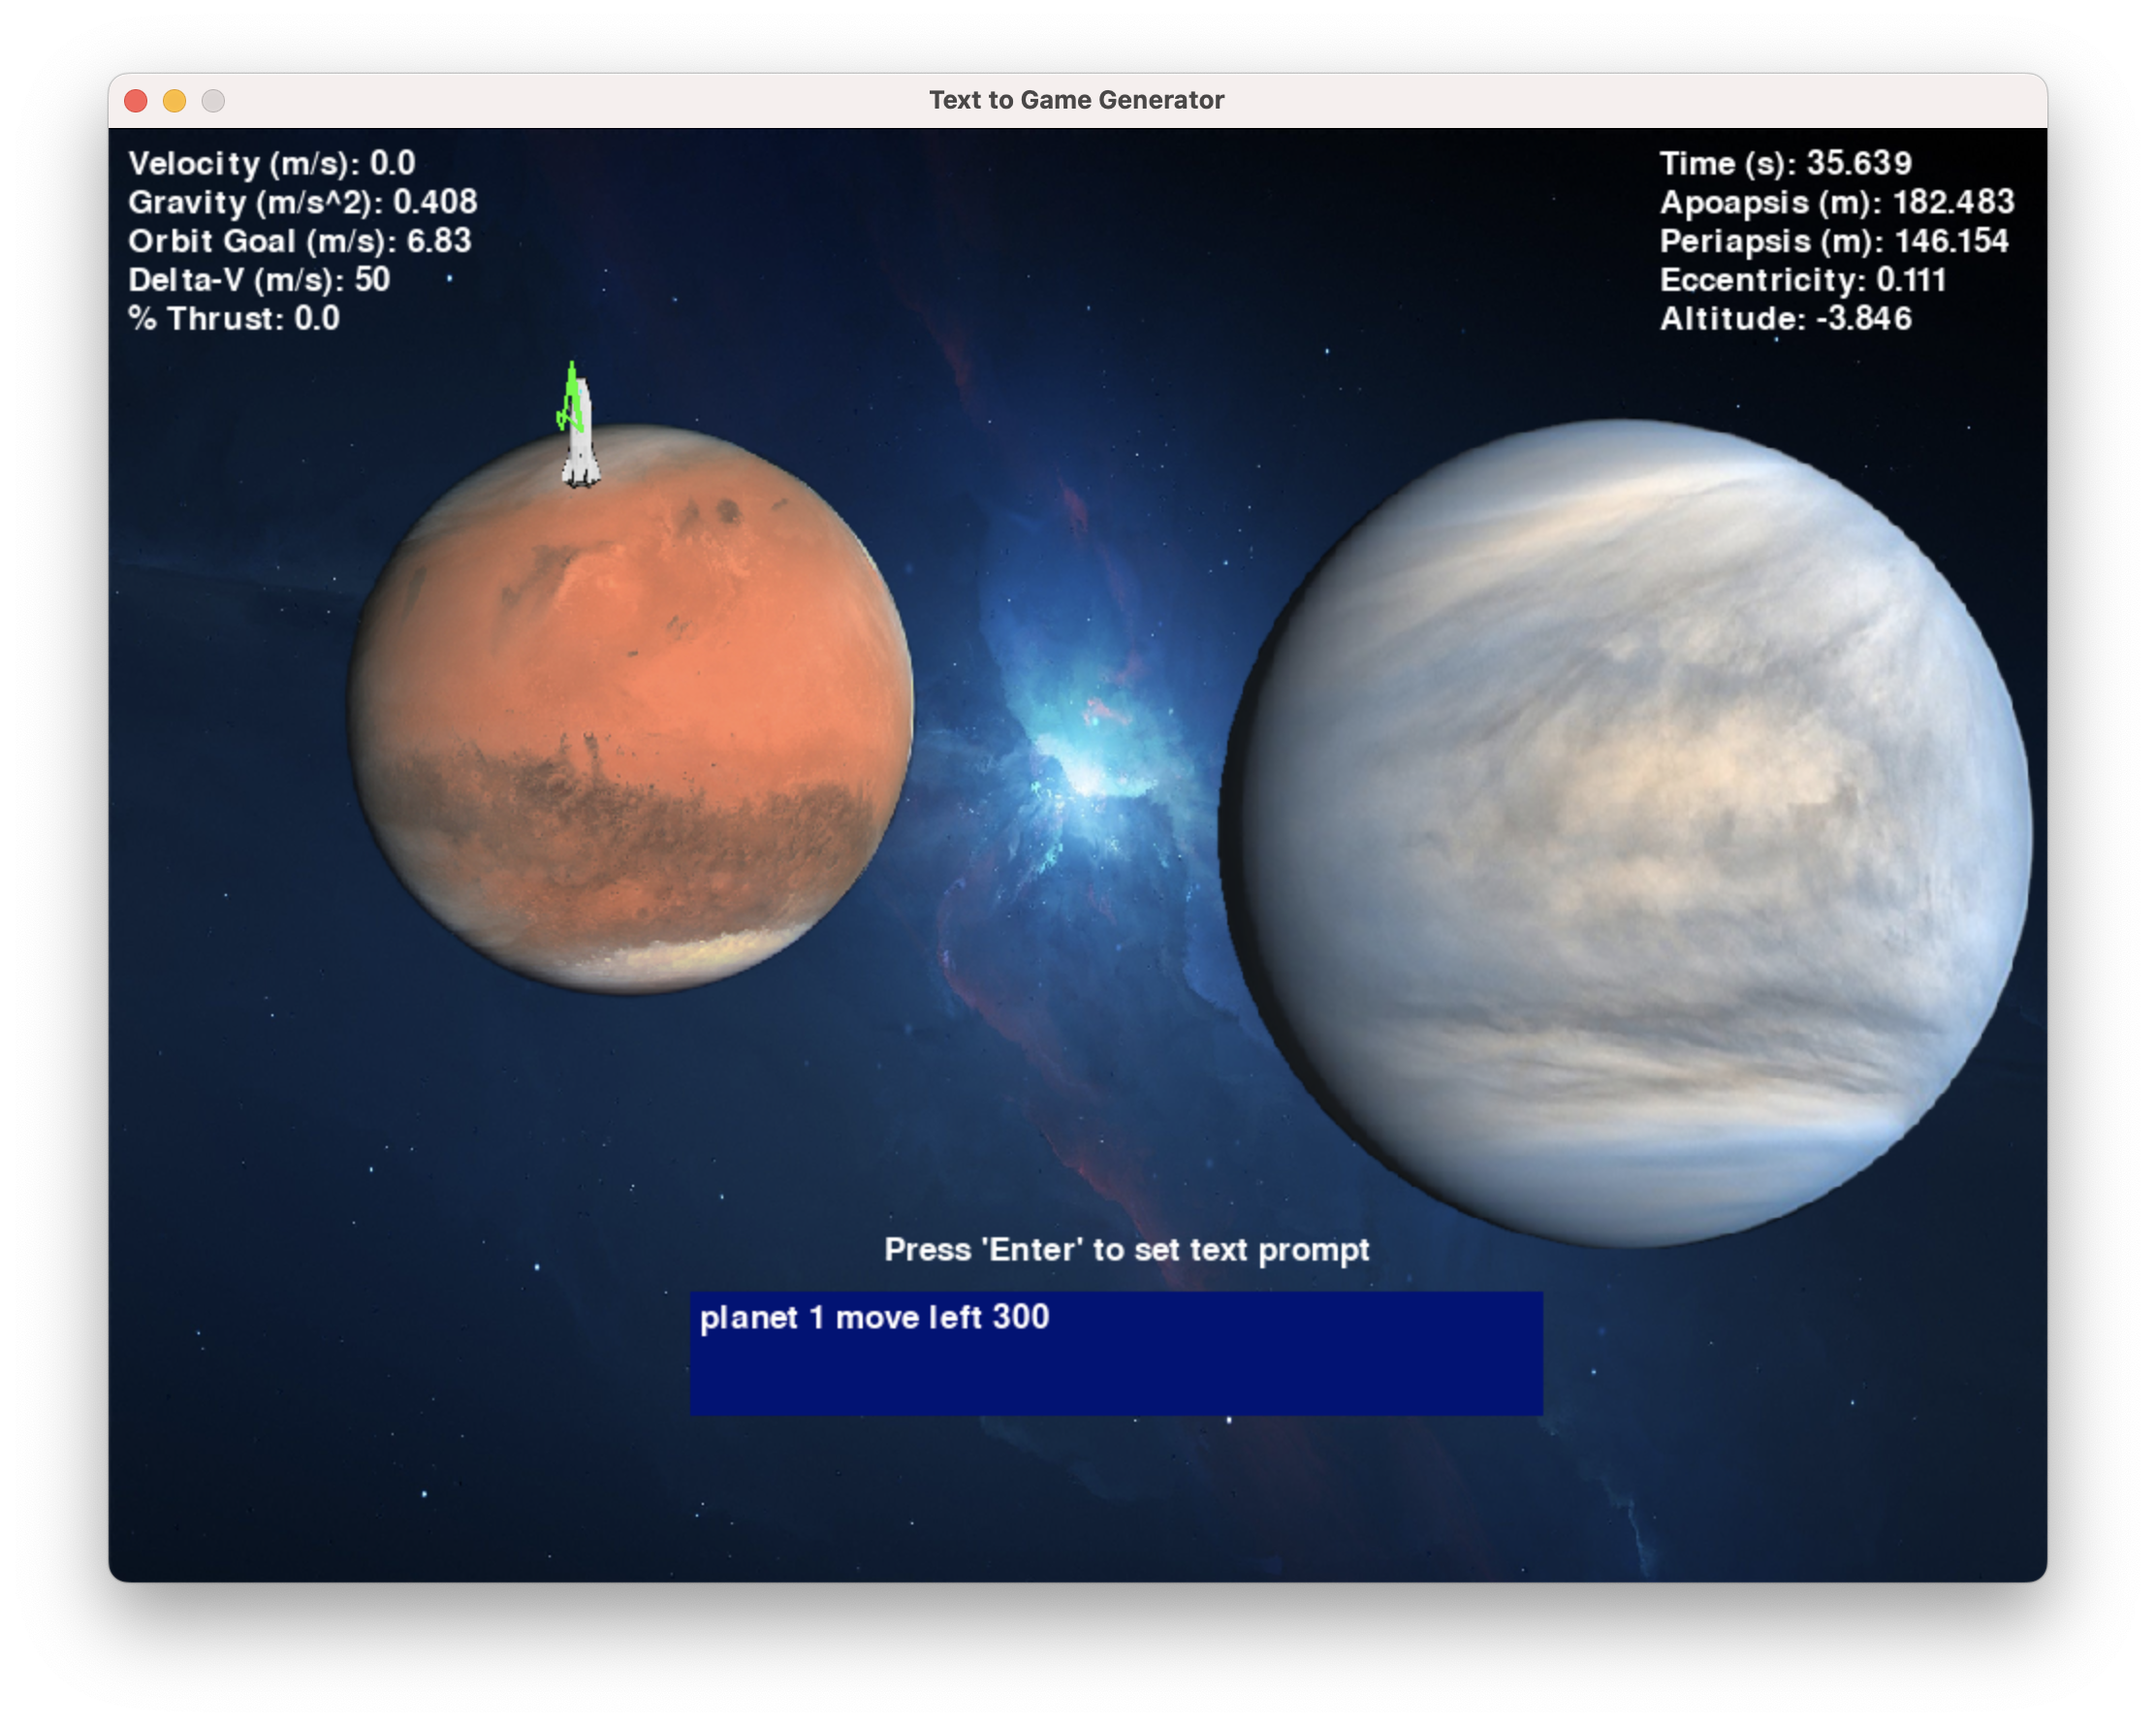 Text to Game Generator
Velocity (m/s): 0.0
Gravity (m/s^2): 0.408
Orbit Goal (m/s): 6.83
Delta-V (m/s): 50
% Thrust: 0.0
Time (s): 35.639
Apoapsis (m): 182.483
Periapsis (m): 146.154
Eccentricity: 0.111
Altitude: -3.846
Press 'Enter' to set text prompt
planet 1 move left 300